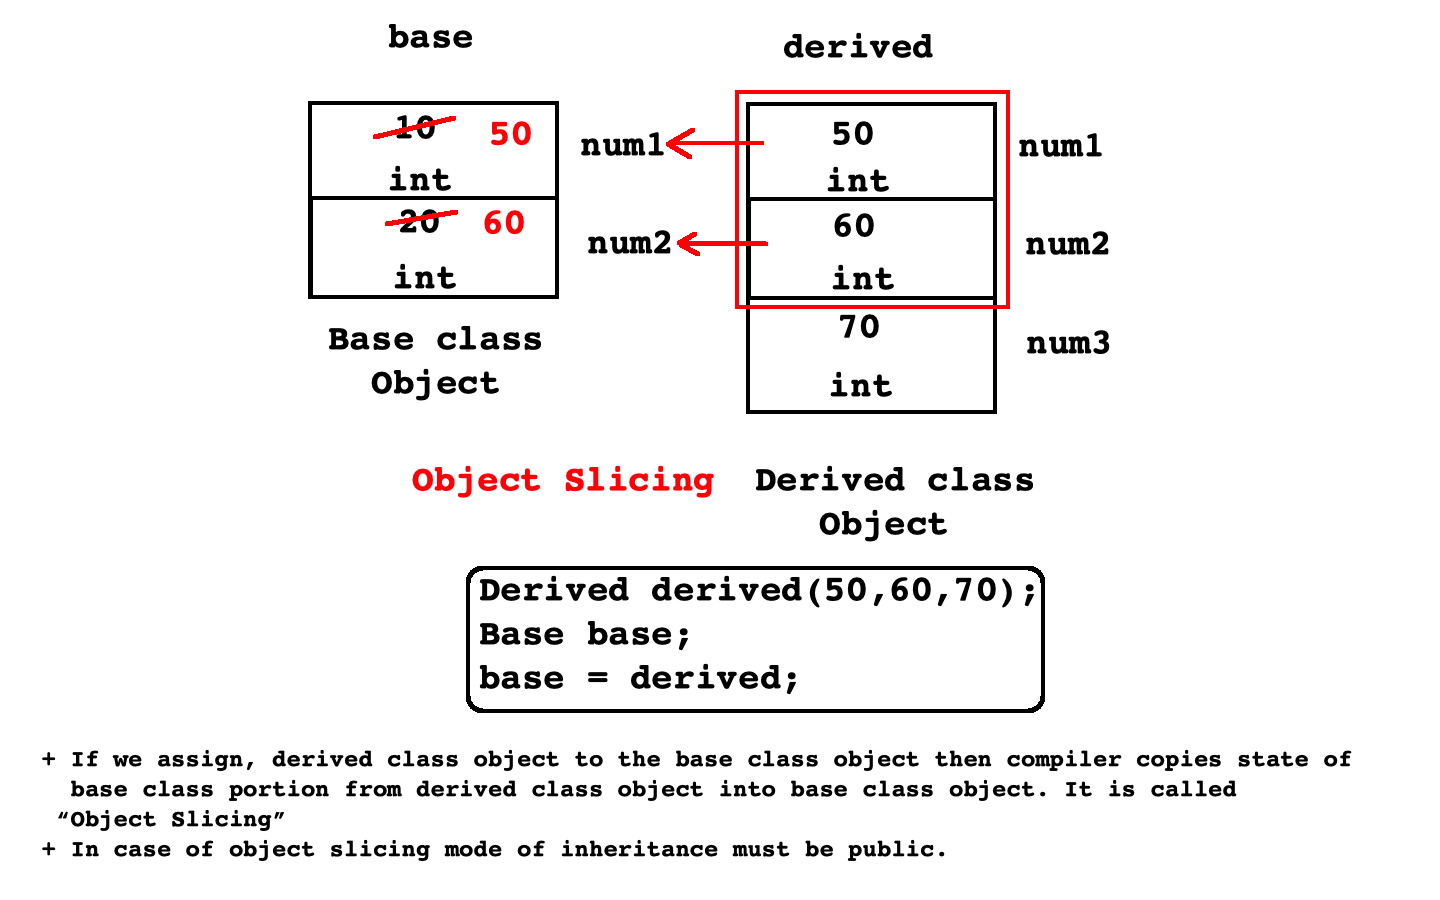 base
derived
10 50
int
20 60
int
num1
num2
50
int
60
int
70
int
num1
num2
num3
Base class
Object
Object Slicing
Derived class
Object
Derived derived(50,60,70);
Base base;
base = derived;
+ If we assign, derived class object to the base class object then compiler copies state of
base class portion from derived class object into base class object. It is called
“Object Slicing”
+ In case of object slicing mode of inheritance must be public.